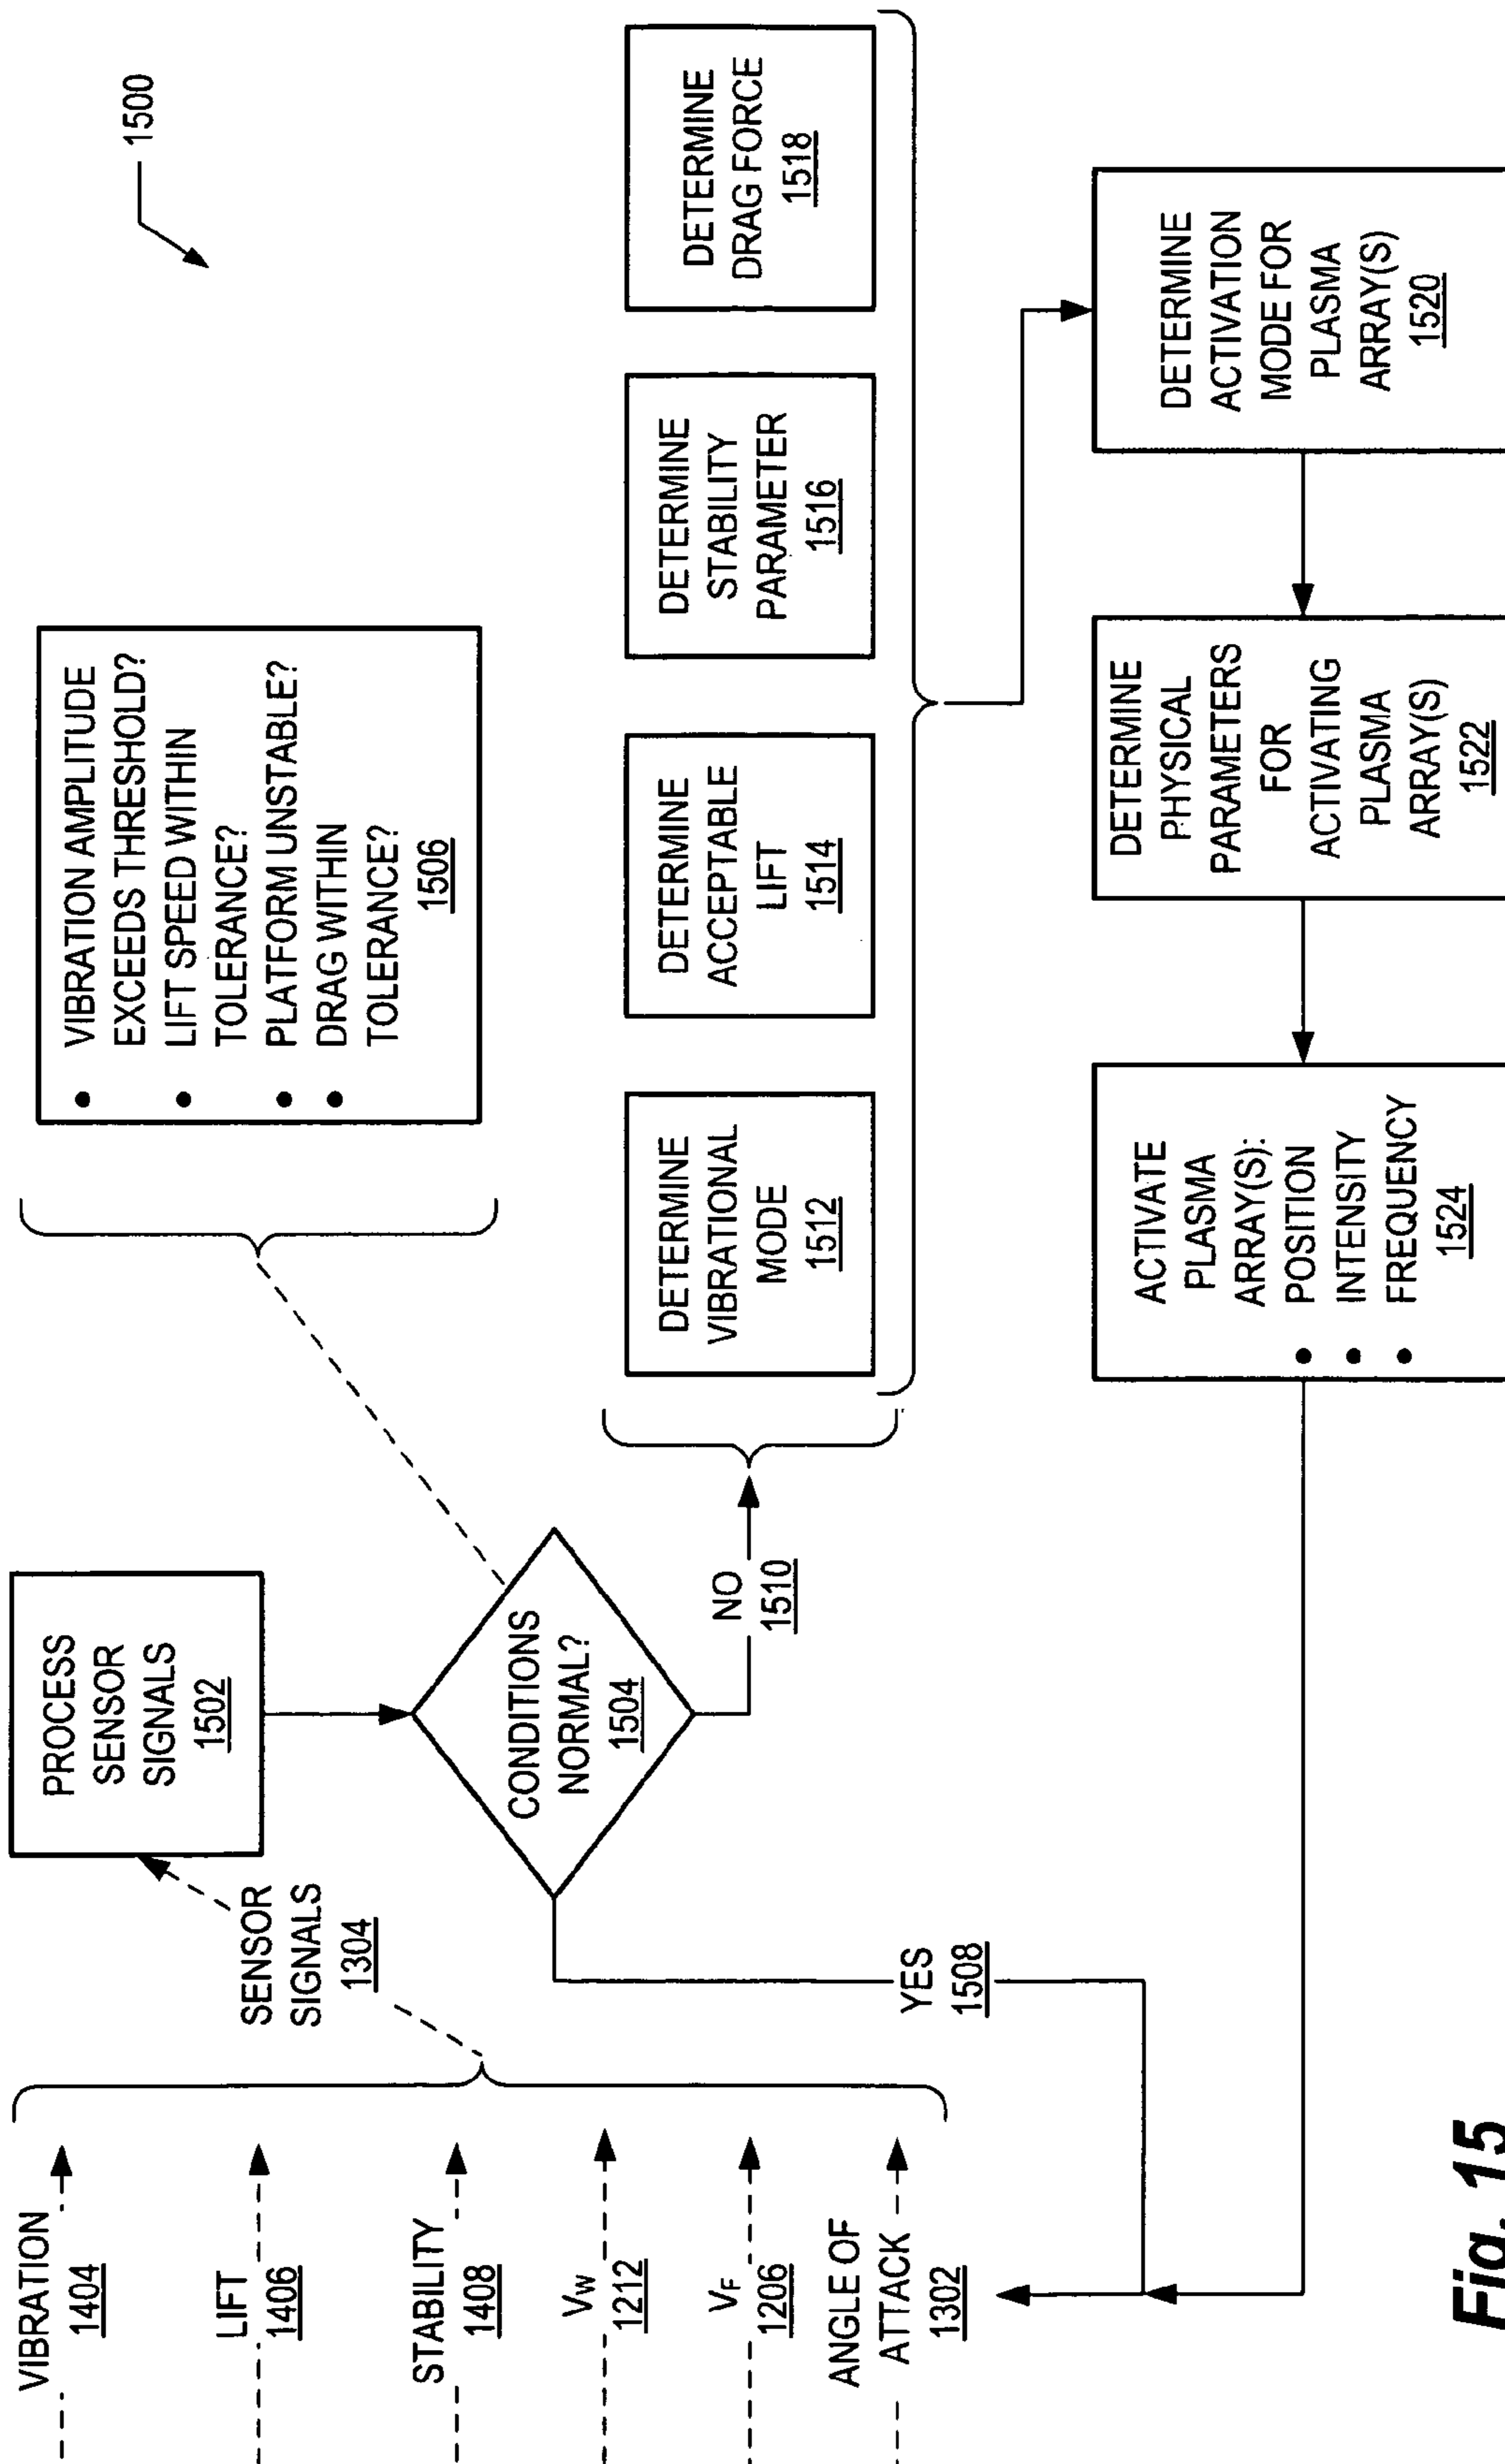 1500
VIBRATION
1404
LIFT
1406
STABILITY
1408
VW
1212
VF
1206
ANGLE OF
ATTACK
1302
SENSOR
SIGNALS
1304
PROCESS
SENSOR
SIGNALS
1502
CONDITIONS
NORMAL?
1504
• VIBRATION AMPLITUDE
EXCEEDS THRESHOLD?
• LIFT SPEED WITHIN
TOLERANCE?
• PLATFORM UNSTABLE?
• DRAG WITHIN
TOLERANCE?
1506
YES
1508
NO
1510
DETERMINE
VIBRATIONAL
MODE
1512
DETERMINE
ACCEPTABLE
LIFT
1514
DETERMINE
STABILITY
PARAMETER
1516
DETERMINE
DRAG FORCE
1518
DETERMINE
ACTIVATION
MODE FOR
PLASMA
ARRAY(S)
1520
DETERMINE
PHYSICAL
PARAMETERS
FOR
ACTIVATING
PLASMA
ARRAY(S)
1522
ACTIVATE
PLASMA
ARRAY(S):
• POSITION
• INTENSITY
• FREQUENCY
1524
Fig. 15